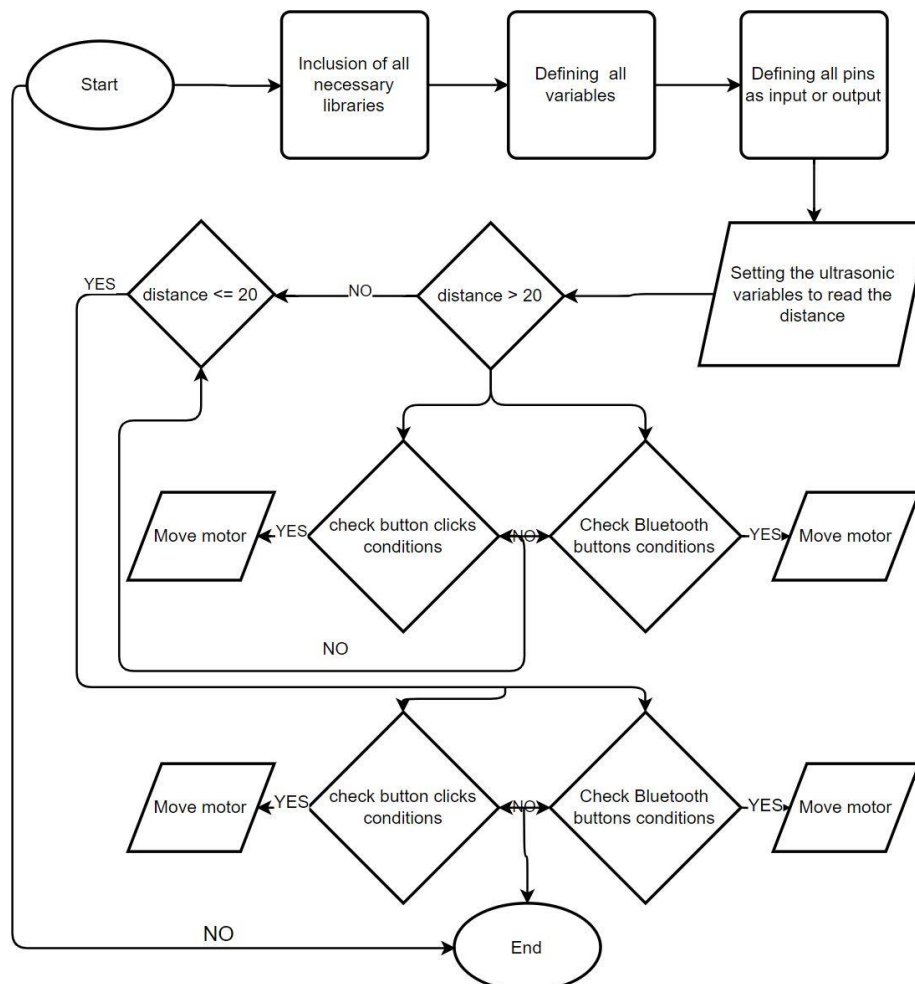 Start
Inclusion of all
necessary
libraries
Defining all
variables
Defining all pins
as input or output
YES
distance <= 20
NO
distance > 20
Setting the ultrasonic
variables to read the
distance
Move motor
YES
check button clicks
conditions
NO
Check Bluetooth
buttons conditions
YES
Move motor
NO
Move motor
YES
check button clicks
conditions
NO
Check Bluetooth
buttons conditions
YES
Move motor
NO
End